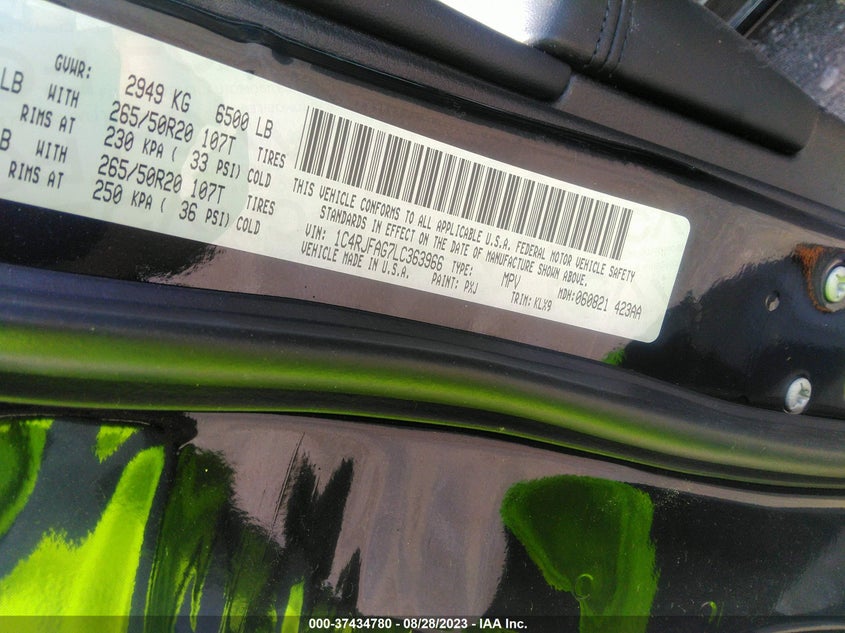 GVWR: 2949 KG 6500 LB
LB WITH 265/50R20 107T TIRES
RIMS AT 230 KPA ( 33 PSI) COLD
B WITH 265/50R20 107T TIRES
RIMS AT 250 KPA ( 36 PSI) COLD
THIS VEHICLE CONFORMS TO ALL APPLICABLE U.S.A. FEDERAL MOTOR VEHICLE SAFETY
STANDARDS IN EFFECT ON THE DATE OF MANUFACTURE SHOWN ABOVE.
VIN: 1C4RJFAG7LC363966 TYPE: MPV MDH:060821 423AA
VEHICLE MADE IN U.S.A. PAINT: PXJ TRIM: KLX9
000-37434780 - 08/28/2023 - IAA Inc.